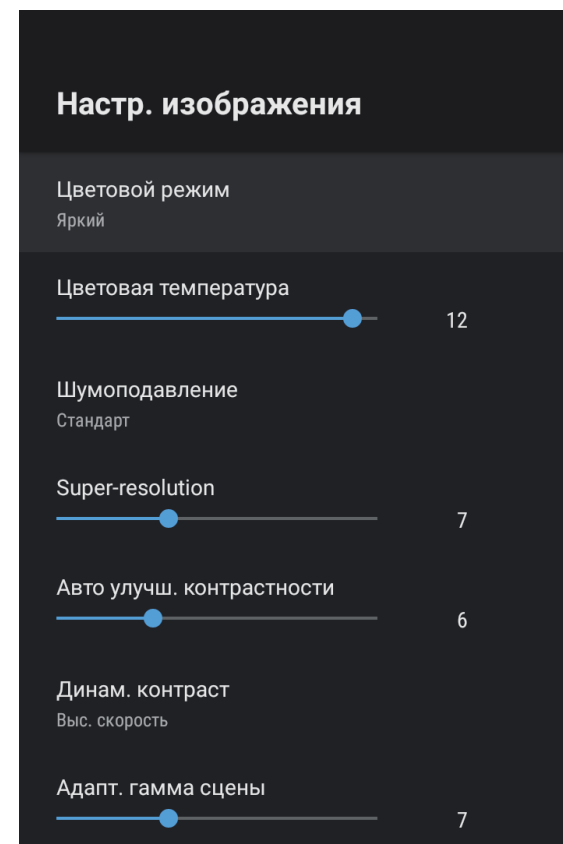 Настр. изображения
Цветовой режим
Яркий
Цветовая температура
12
Шумоподавление
Стандарт
Super-resolution
7
Авто улучш. контрастности
6
Динам. контраст
Выс. скорость
Адапт. гамма сцены
7